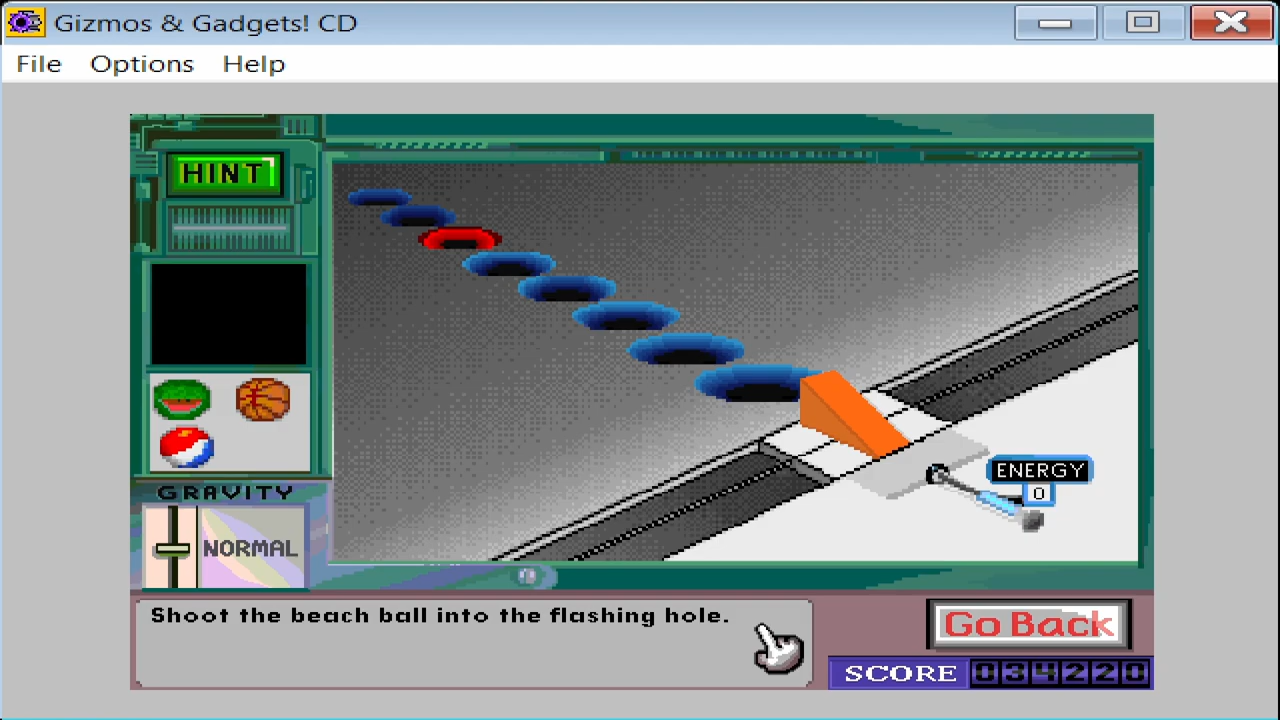 Gizmos & Gadgets! CD
File Options Help
HINT
ENERGY
0
GRAVITY
NORMAL
Shoot the beach ball into the flashing hole.
Go Back
SCORE 034220